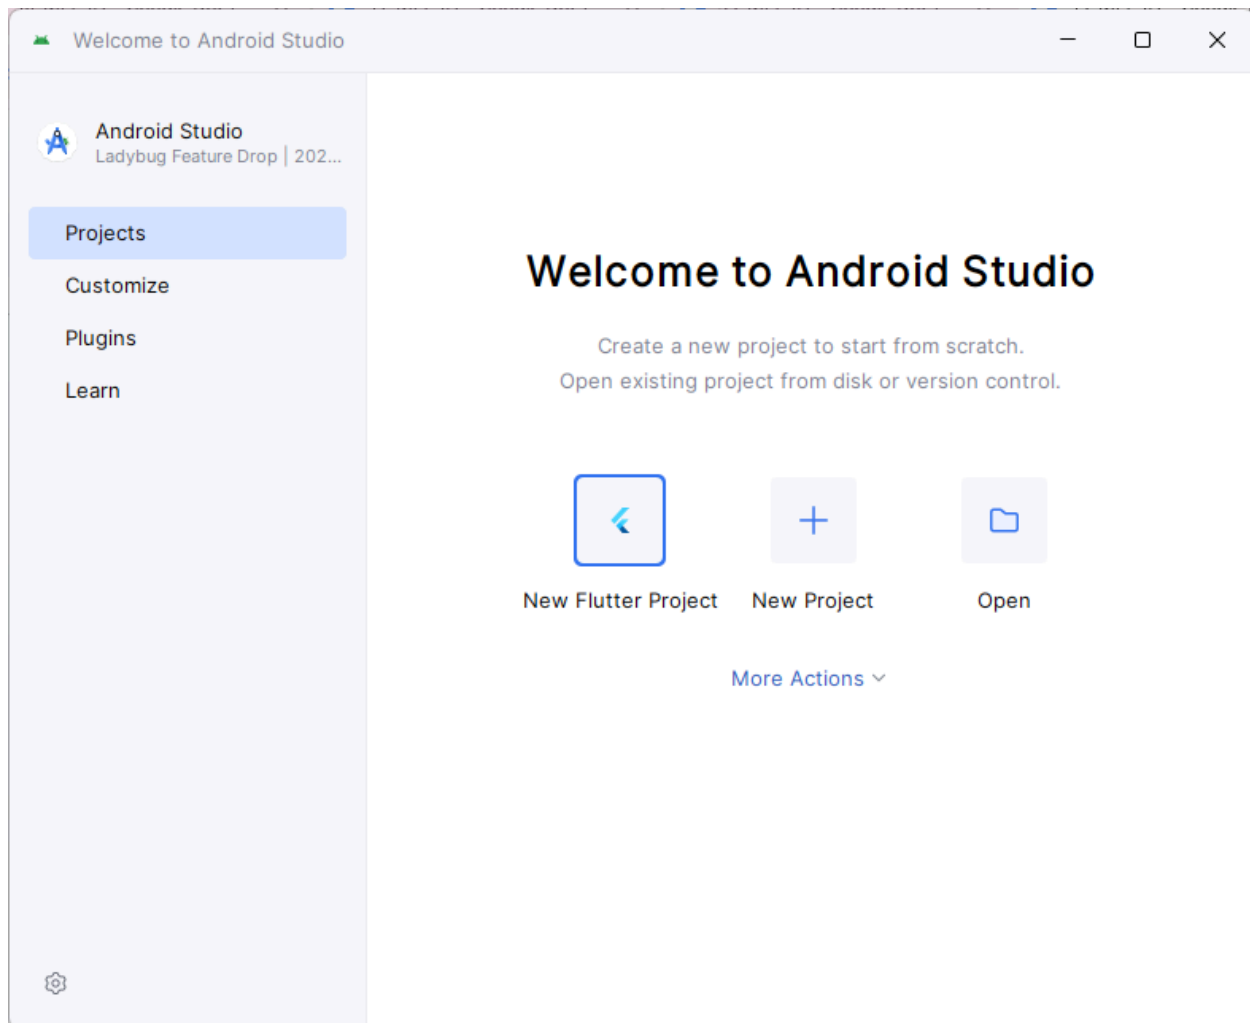 Welcome to Android Studio
Android Studio
Ladybug Feature Drop | 202...
Projects
Customize
Plugins
Learn
Welcome to Android Studio
Create a new project to start from scratch.
Open existing project from disk or version control.
New Flutter Project
New Project
Open
More Actions